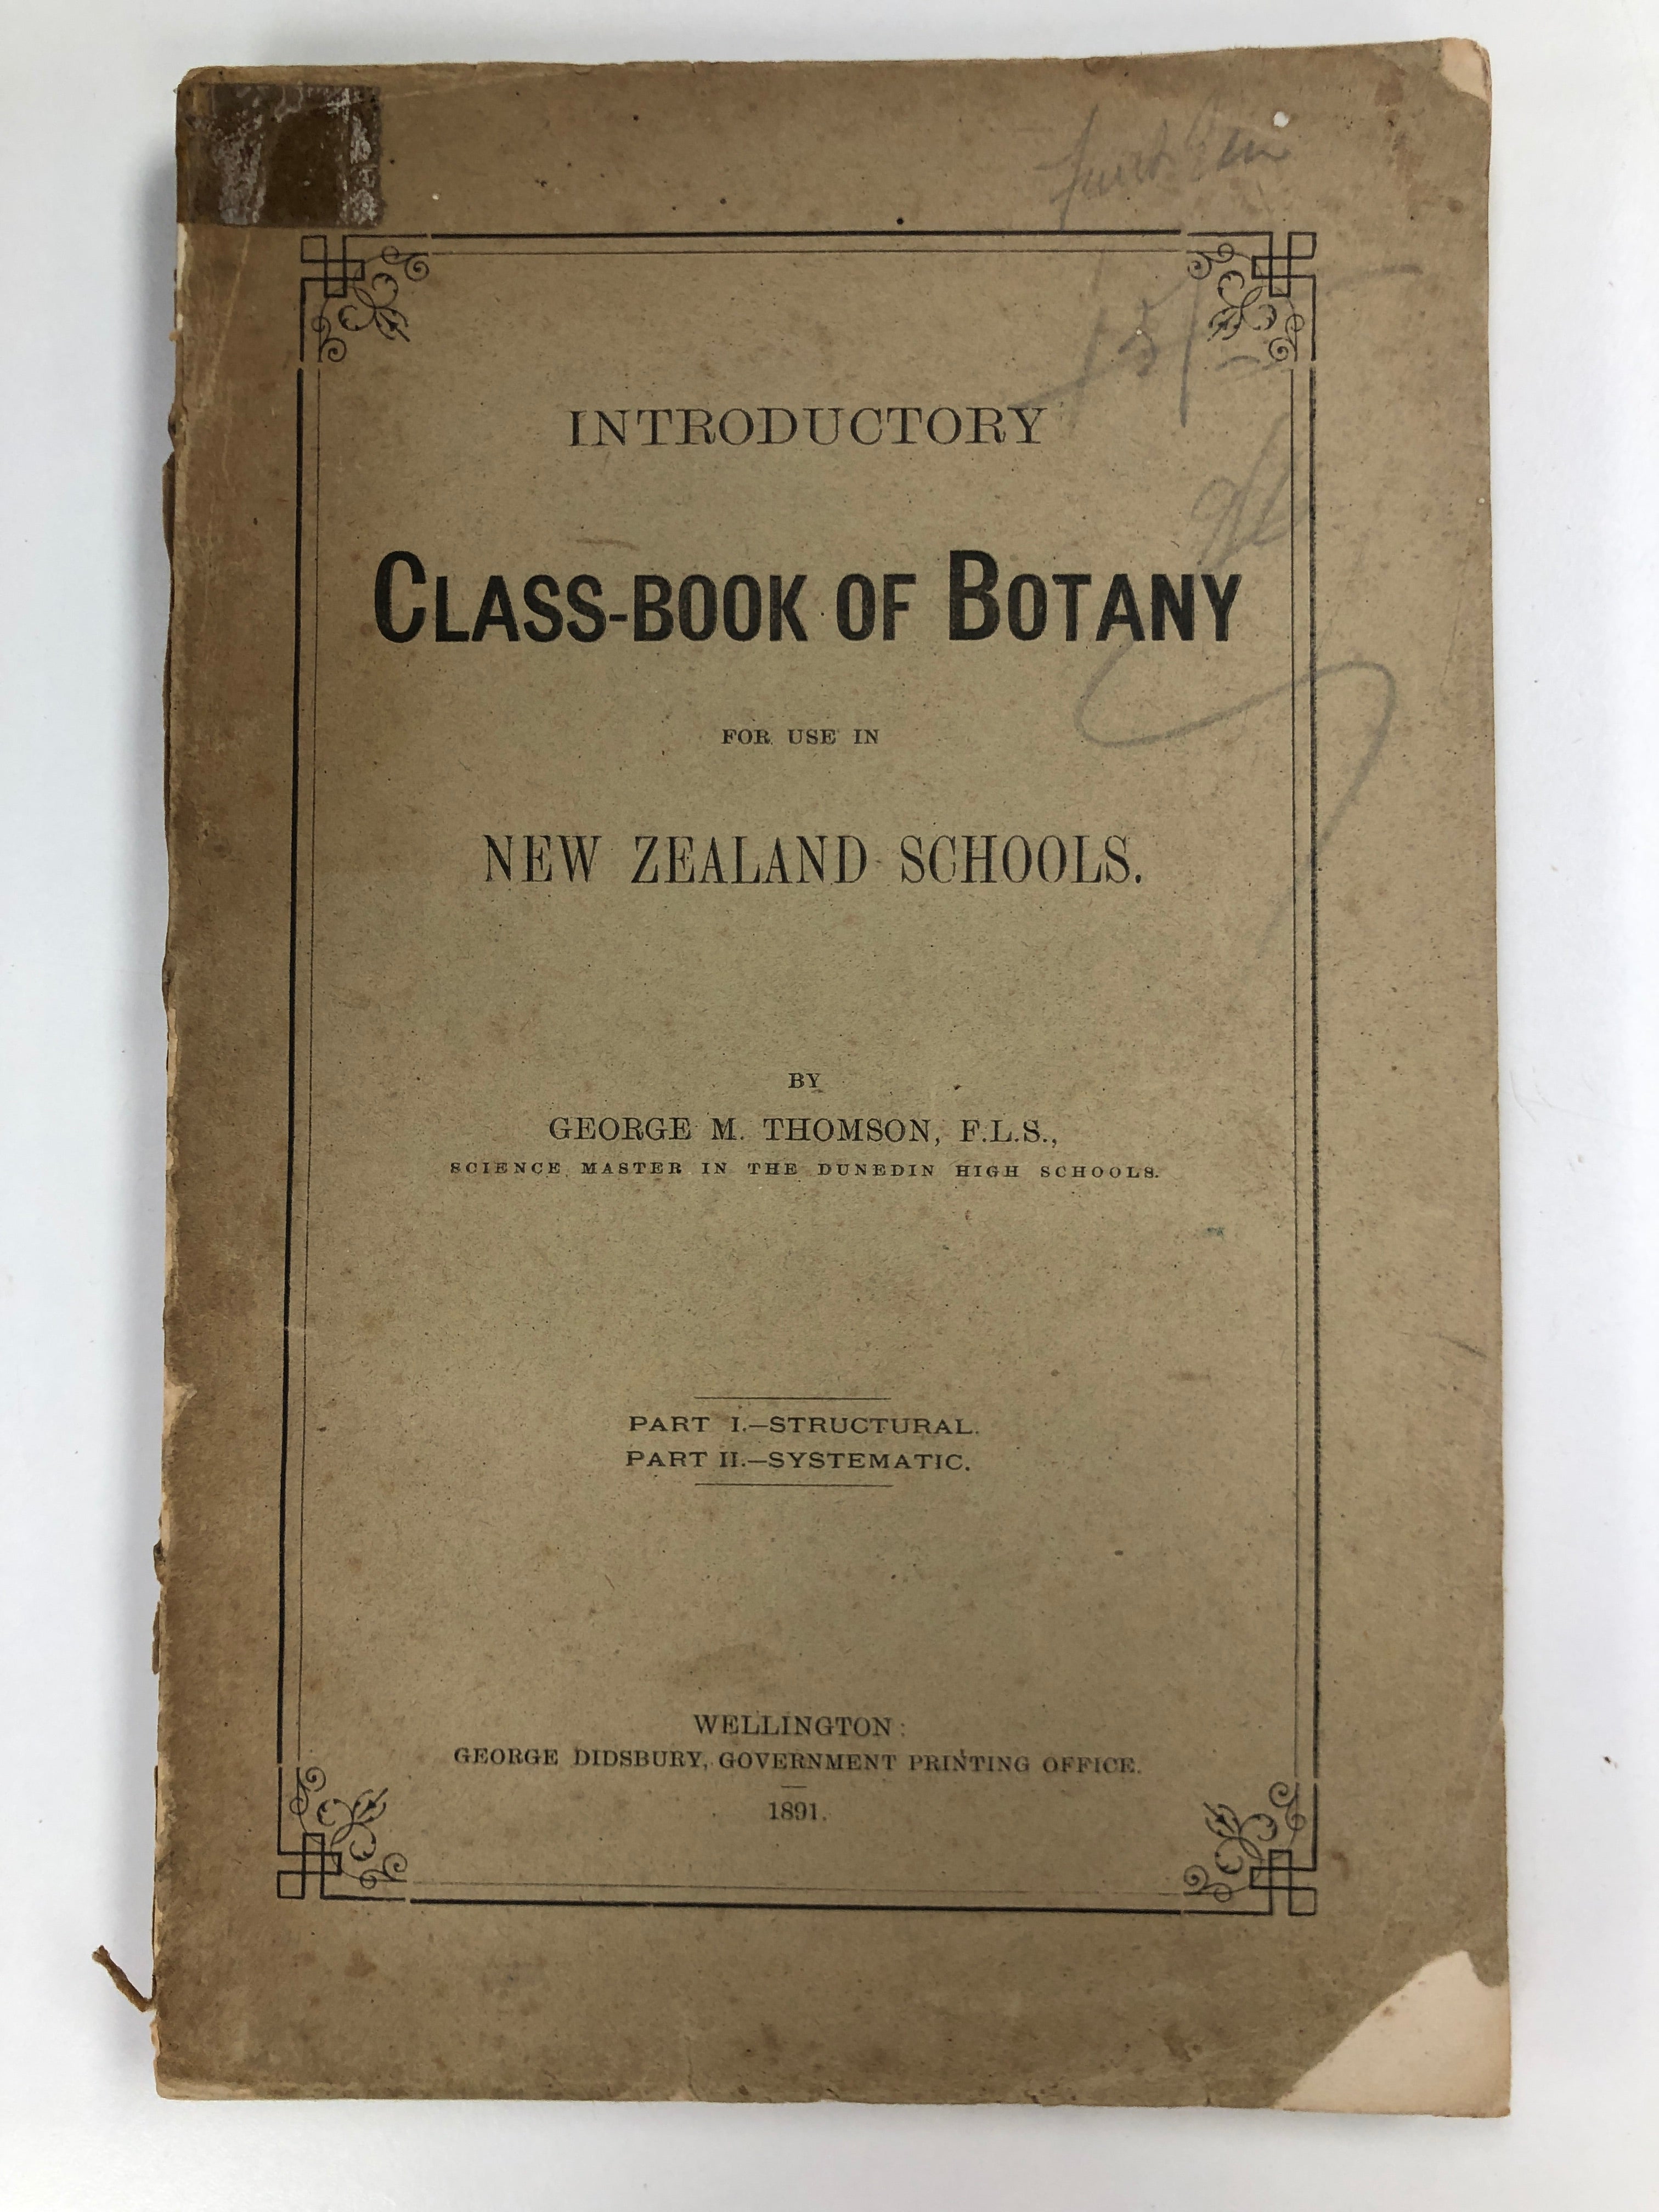 INTRODUCTORY
CLASS-BOOK OF BOTANY
FOR USE IN
NEW ZEALAND SCHOOLS.
BY
GEORGE M. THOMSON, F.L.S.,
SCIENCE MASTER IN THE DUNEDIN HIGH SCHOOLS.
PART I.—STRUCTURAL.
PART II.—SYSTEMATIC.
WELLINGTON:
GEORGE DIDSBURY, GOVERNMENT PRINTING OFFICE.
1891.